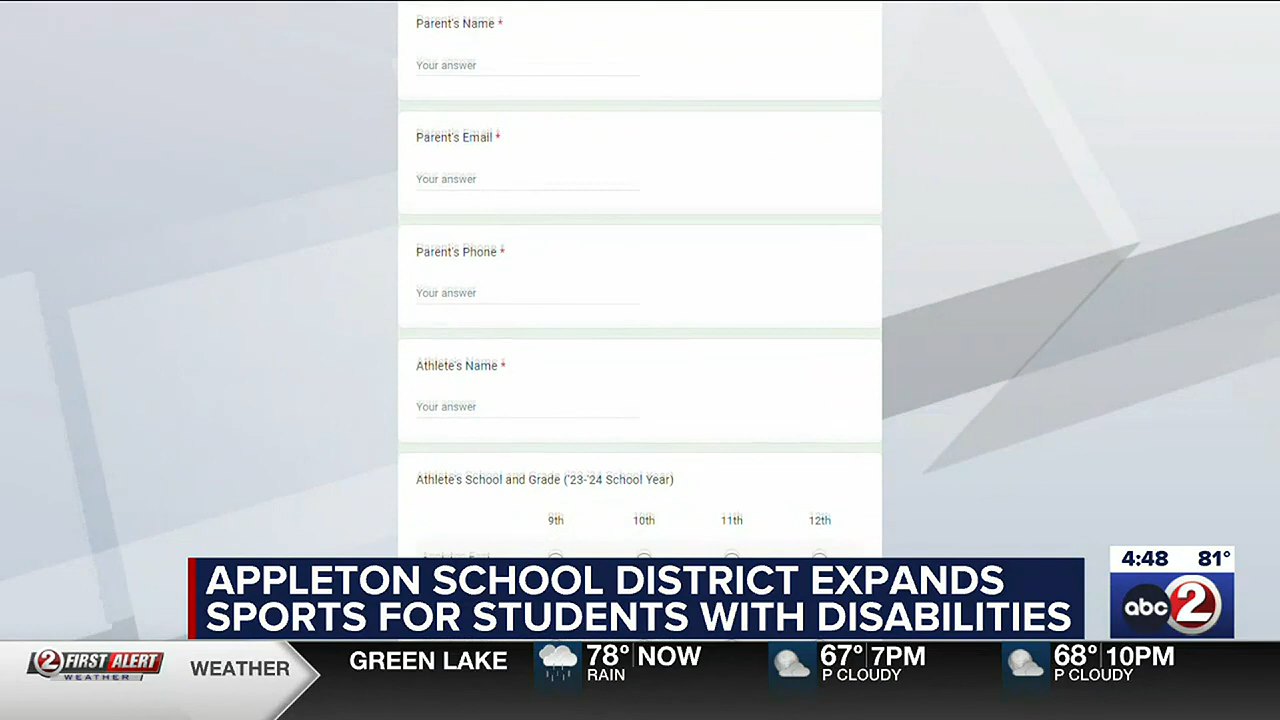 Parent's Name *
Your answer
Parent's Email *
Your answer
Parent's Phone *
Your answer
Athlete's Name *
Your answer
Athlete's School and Grade ('23-'24 School Year)
9th 10th 11th 12th
APPLETON SCHOOL DISTRICT EXPANDS
SPORTS FOR STUDENTS WITH DISABILITIES
4:48 81°
abc 2
2 FIRST ALERT
WEATHER
WEATHER
GREEN LAKE
78° NOW
RAIN
67° 7PM
P CLOUDY
68° 10PM
P CLOUDY